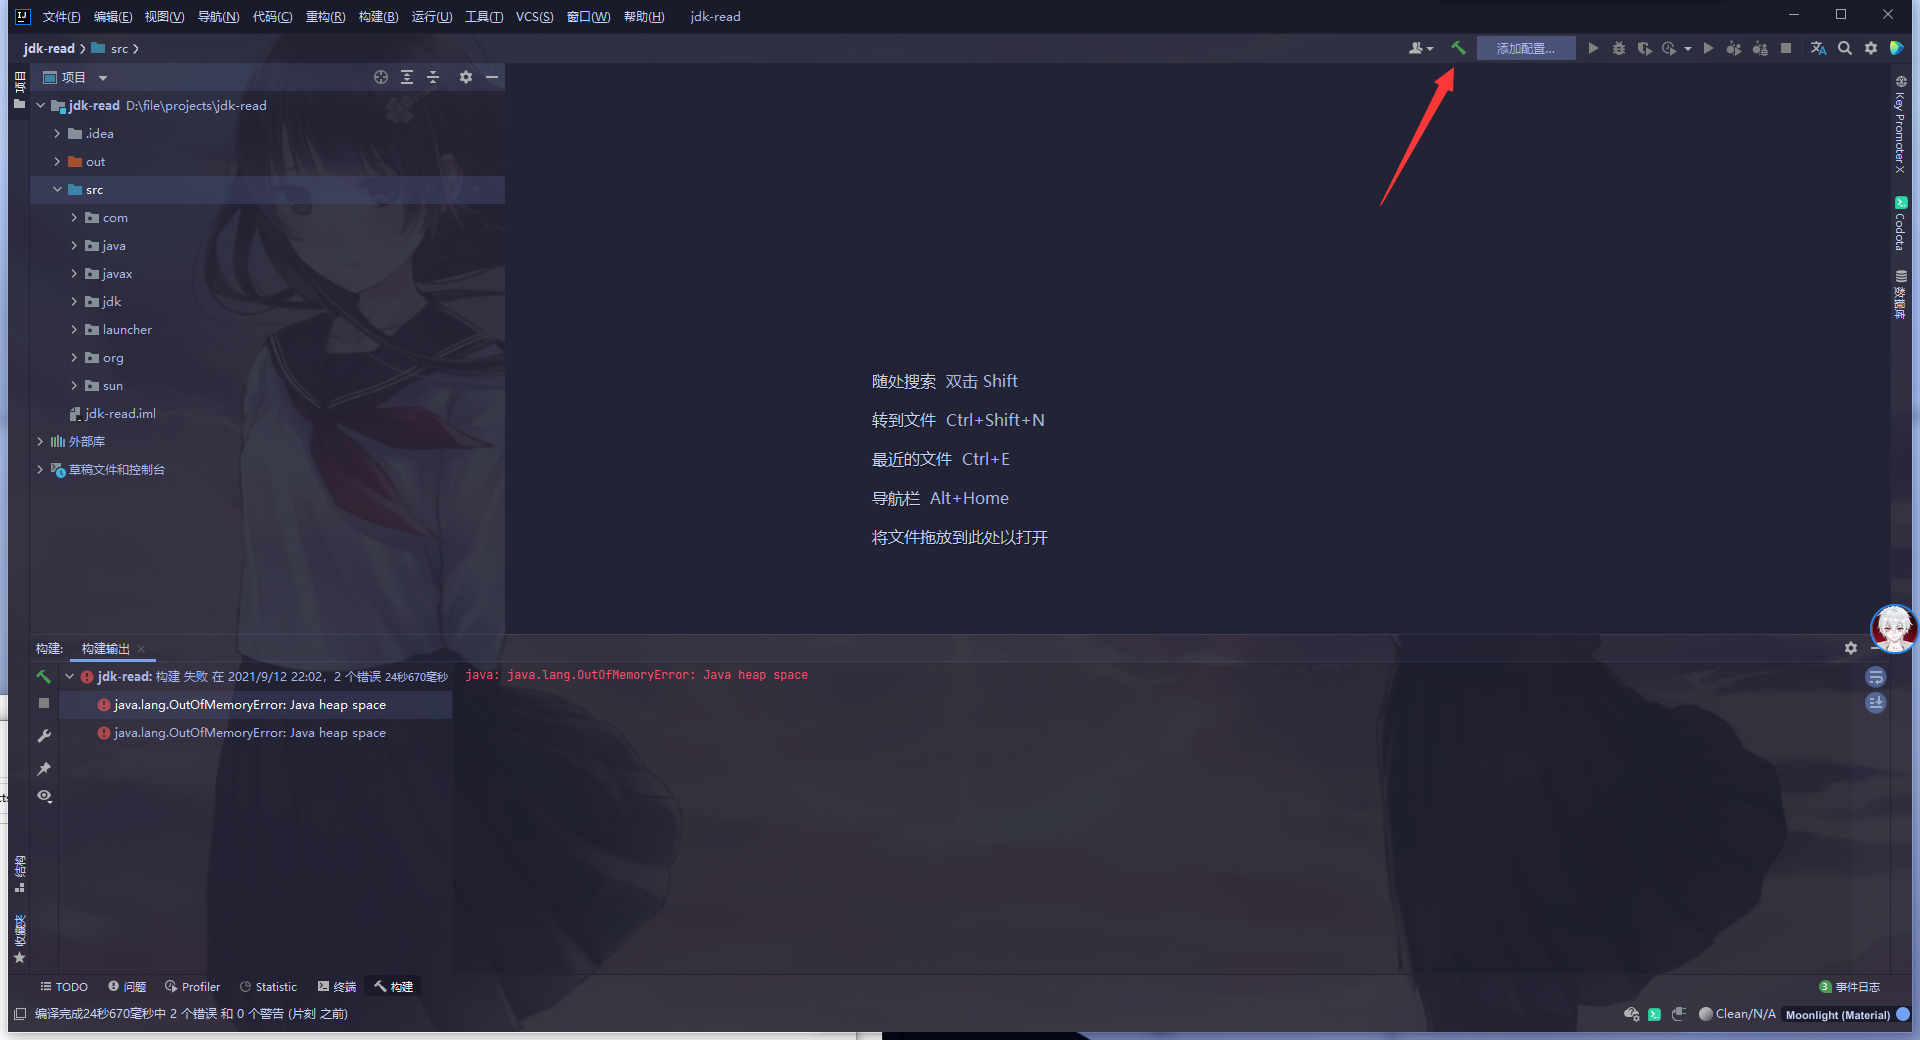 文件(F) 编辑(E) 视图(V) 导航(N) 代码(C) 重构(R) 构建(B) 运行(U) 工具(T) VCS(S) 窗口(W) 帮助(H) jdk-read
jdk-read src
添加配置...
项目
项目
jdk-read D:\file\projects\jdk-read
.idea
out
src
com
java
javax
jdk
launcher
org
sun
jdk-read.iml
外部库
草稿文件和控制台
随处搜索 双击 Shift
转到文件 Ctrl+Shift+N
最近的文件 Ctrl+E
导航栏 Alt+Home
将文件拖放到此处以打开
Key Promoter X
Codota
数据库
构建: 构建输出
jdk-read: 构建 失败 在 2021/9/12 22:02，2 个错误 24秒670毫秒
java.lang.OutOfMemoryError: Java heap space
java.lang.OutOfMemoryError: Java heap space
java: java.lang.OutOfMemoryError: Java heap space
结构
收藏夹
TODO 问题 Profiler Statistic 终端 构建
3 事件日志
编译完成24秒670毫秒中 2 个错误 和 0 个警告 (片刻 之前)
Clean/N/A Moonlight (Material)